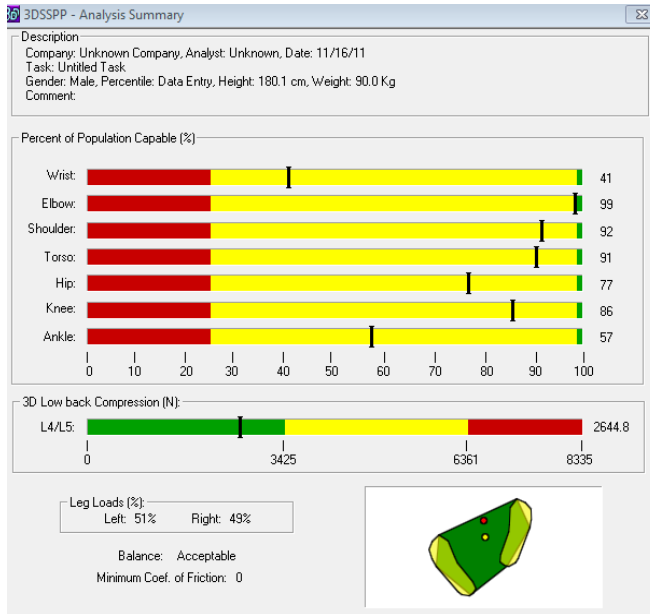 3DSSPP - Analysis Summary
Description
Company: Unknown Company, Analyst: Unknown, Date: 11/16/11
Task: Untitled Task
Gender: Male, Percentile: Data Entry, Height: 180.1 cm, Weight: 90.0 Kg
Comment:
Percent of Population Capable (%)
Wrist: 41
Elbow: 99
Shoulder: 92
Torso: 91
Hip: 77
Knee: 86
Ankle: 57
0 10 20 30 40 50 60 70 80 90 100
3D Low back Compression (N):
L4/L5: 2644.8
0 3425 6361 8335
Leg Loads (%):
Left: 51% Right: 49%
Balance: Acceptable
Minimum Coef. of Friction: 0